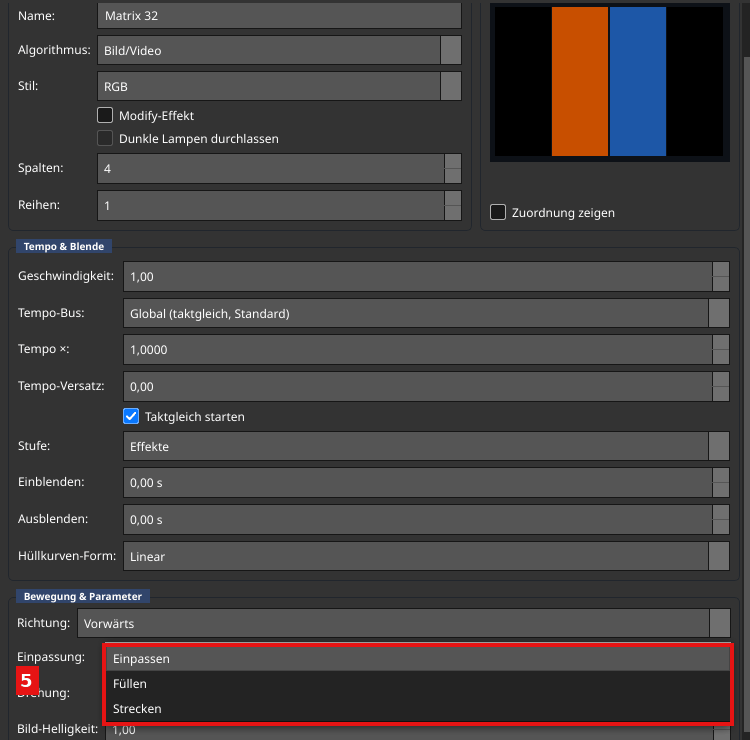 Name: Matrix 32
Algorithmus: Bild/Video
Stil: RGB
Modify-Effekt
Dunkle Lampen durchlassen
Spalten: 4
Reihen: 1
Zuordnung zeigen
Tempo & Blende
Geschwindigkeit: 1,00
Tempo-Bus: Global (taktgleich, Standard)
Tempo ×: 1,0000
Tempo-Versatz: 0,00
Taktgleich starten
Stufe: Effekte
Einblenden: 0,00 s
Ausblenden: 0,00 s
Hüllkurven-Form: Linear
Bewegung & Parameter
Richtung: Vorwärts
Einpassung: Einpassen
5
Füllen
Drehung:
Strecken
Bild-Helligkeit: 1,00